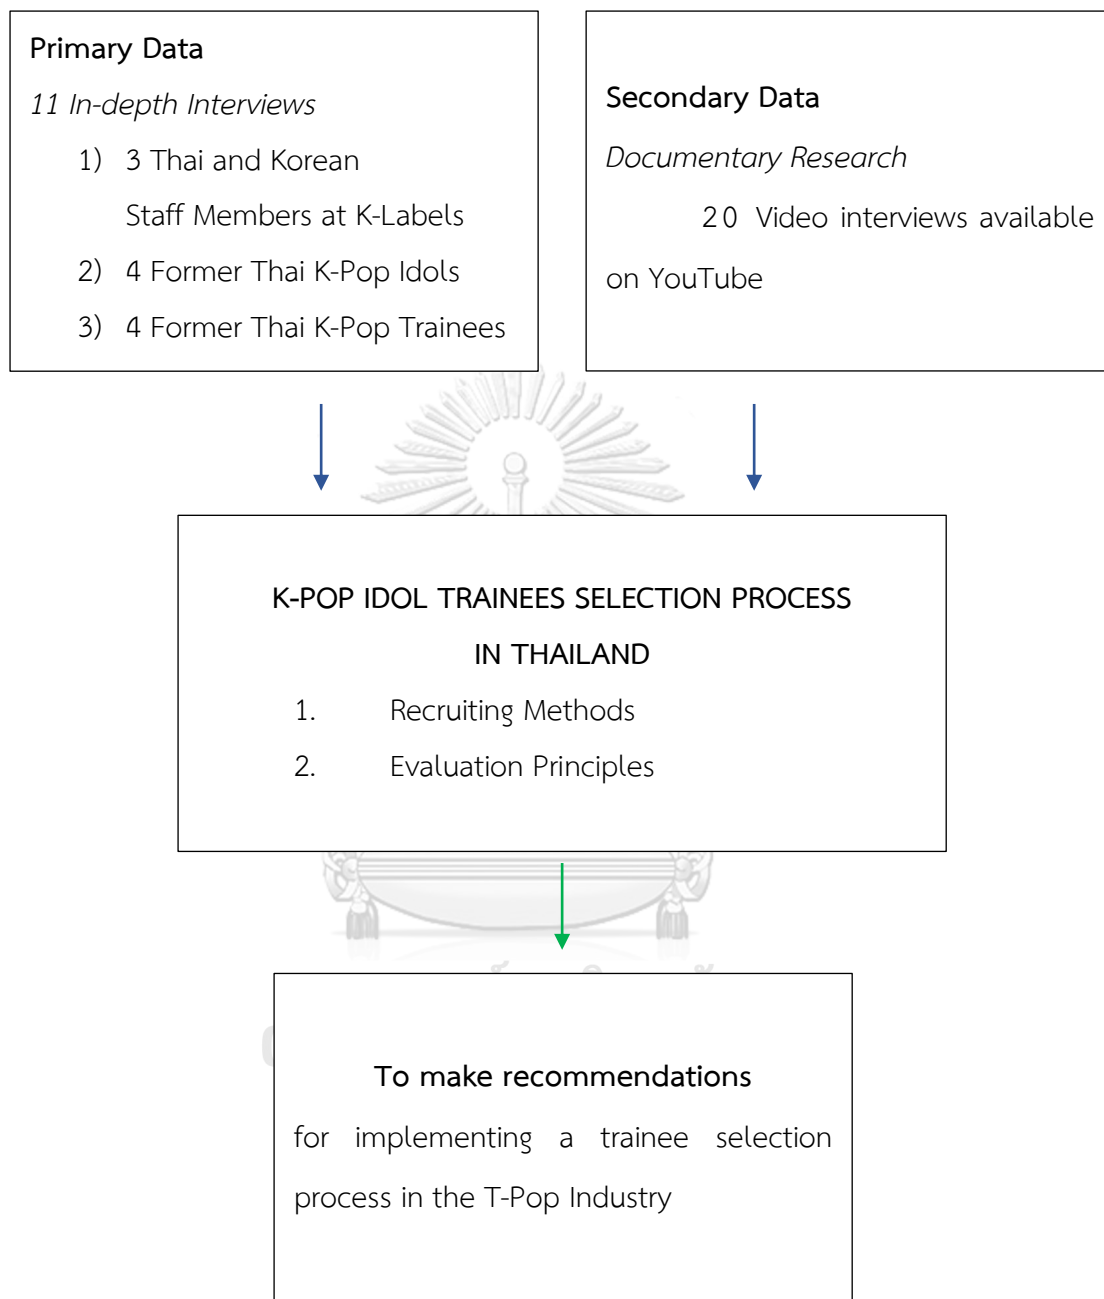 Primary Data
11 In-depth Interviews
1) 3 Thai and Korean
Staff Members at K-Labels
2) 4 Former Thai K-Pop Idols
3) 4 Former Thai K-Pop Trainees
Secondary Data
Documentary Research
20 Video interviews available
on YouTube
K-POP IDOL TRAINEES SELECTION PROCESS
IN THAILAND
1. Recruiting Methods
2. Evaluation Principles
To make recommendations
for implementing a trainee selection
process in the T-Pop Industry